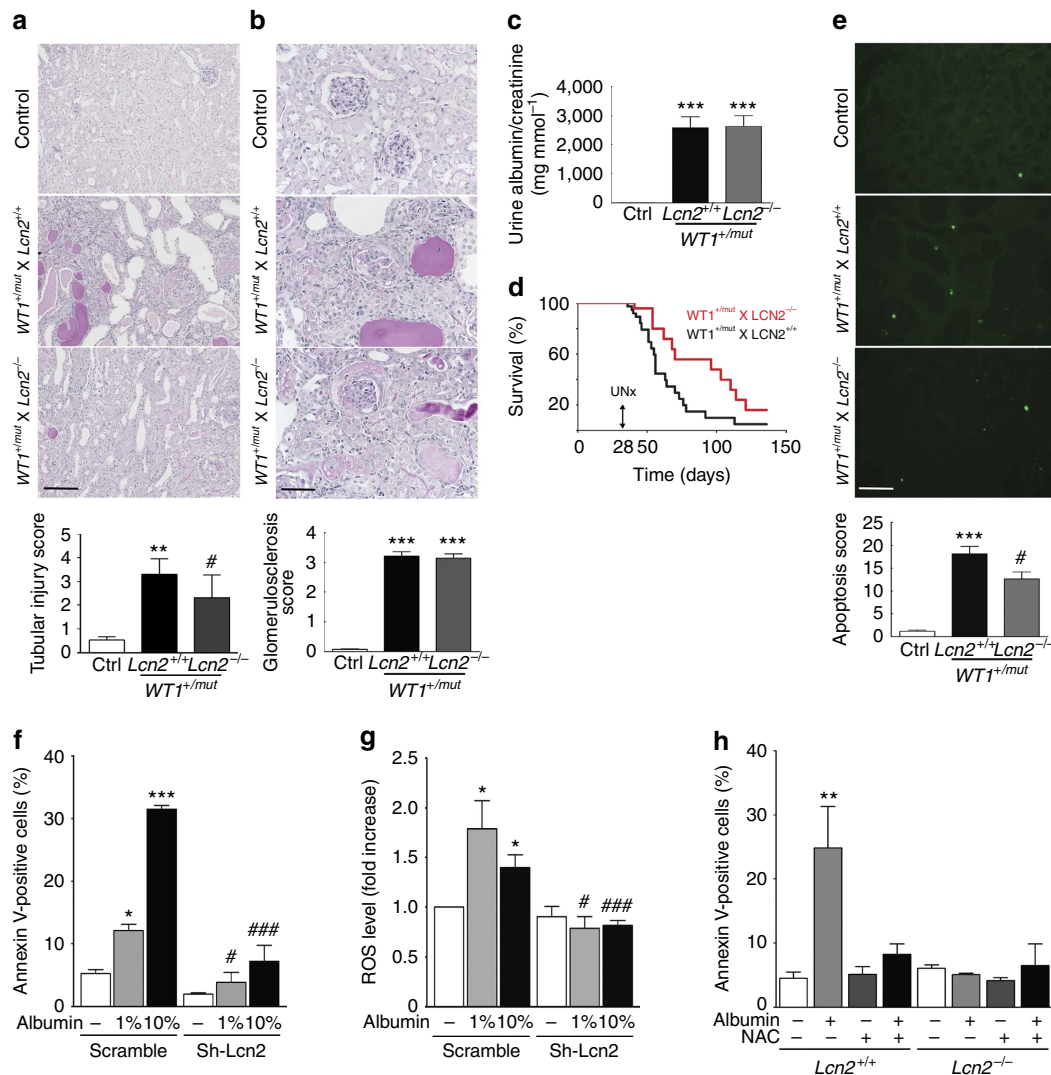 a
Control
WT1+/mut X Lcn2+/+
WT1+/mut X Lcn2−/−
Tubular injury score
5
4
3
2
1
0
**
#
Ctrl Lcn2+/+ Lcn2−/−
WT1+/mut
b
Control
WT1+/mut X Lcn2+/+
WT1+/mut X Lcn2−/−
Glomerulosclerosis
score
4
3
2
1
0
***
***
Ctrl Lcn2+/+ Lcn2−/−
WT1+/mut
c
Urine albumin/creatinine
(mg mmol−1)
4,000
3,000
2,000
1,000
0
***
***
Ctrl Lcn2+/+ Lcn2−/−
WT1+/mut
d
Survival (%)
100
60
20
WT1+/mut X LCN2−/−
WT1+/mut X LCN2+/+
UNx
0 28 50 100 150
Time (days)
e
Control
WT1+/mut X Lcn2+/+
WT1+/mut X Lcn2−/−
Apoptosis score
25
20
15
10
5
0
***
#
Ctrl Lcn2+/+ Lcn2−/−
WT1+/mut
f
Annexin V-positive cells (%)
40
30
20
10
0
*
***
#
###
Albumin – 1% 10% – 1% 10%
Scramble Sh-Lcn2
g
ROS level (fold increase)
2.5
2.0
1.5
1.0
0.5
0
*
*
#
###
Albumin – 1% 10% – 1% 10%
Scramble Sh-Lcn2
h
Annexin V-positive cells (%)
40
30
20
10
0
**
Albumin – + – + – + – +
NAC – – + + – – + +
Lcn2+/+ Lcn2−/−